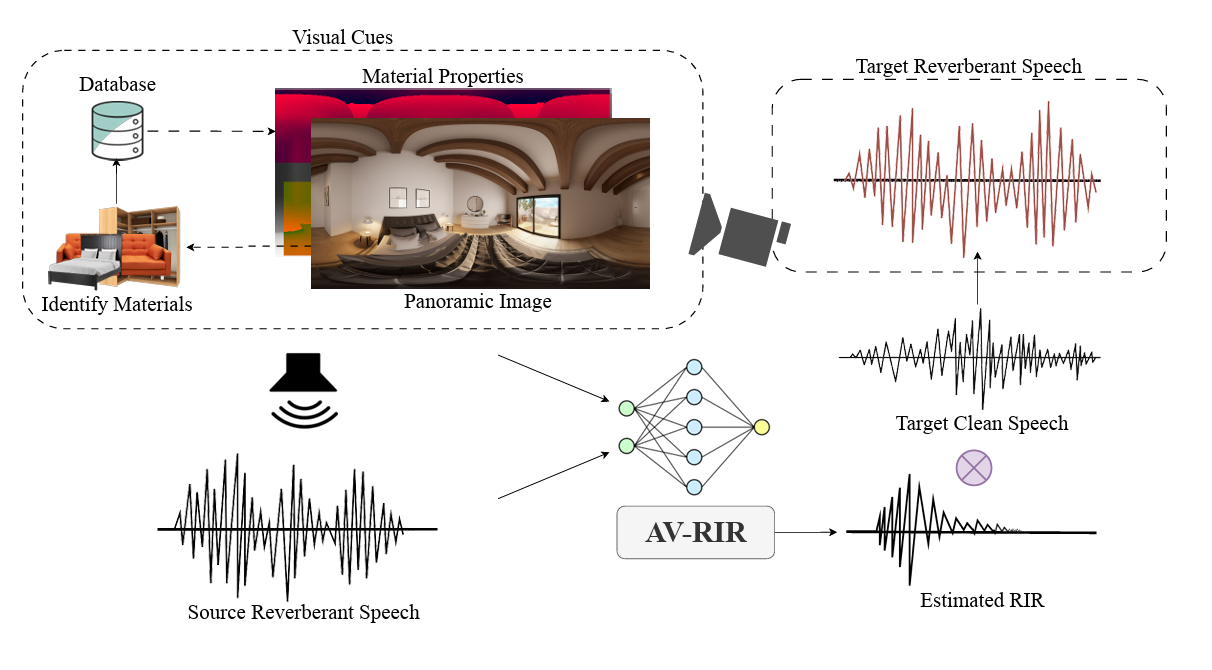 Visual Cues
Database
Material Properties
Identify Materials
Panoramic Image
Target Reverberant Speech
Target Clean Speech
AV-RIR
Estimated RIR
Source Reverberant Speech